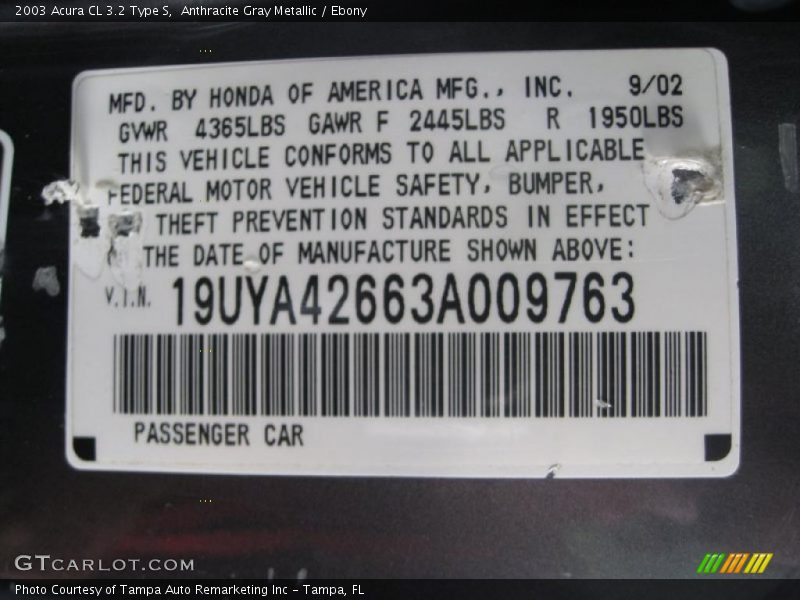 2003 Acura CL 3.2 Type S, Anthracite Gray Metallic / Ebony
MFD. BY HONDA OF AMERICA MFG., INC. 9/02
GVWR 4365LBS GAWR F 2445LBS R 1950LBS
THIS VEHICLE CONFORMS TO ALL APPLICABLE
FEDERAL MOTOR VEHICLE SAFETY, BUMPER,
THEFT PREVENTION STANDARDS IN EFFECT
THE DATE OF MANUFACTURE SHOWN ABOVE:
V.I.N. 19UYA42663A009763
PASSENGER CAR
GTCARLOT.COM
Photo Courtesy of Tampa Auto Remarketing Inc – Tampa, FL